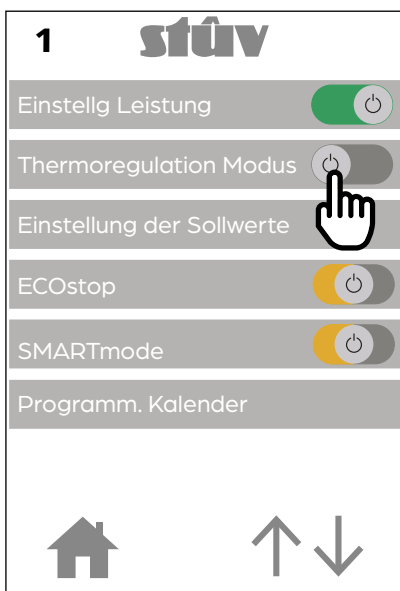 1 stûv
Einstellg Leistung
Thermoregulation Modus
Einstellung der Sollwerte
ECOstop
SMARTmode
Programm. Kalender